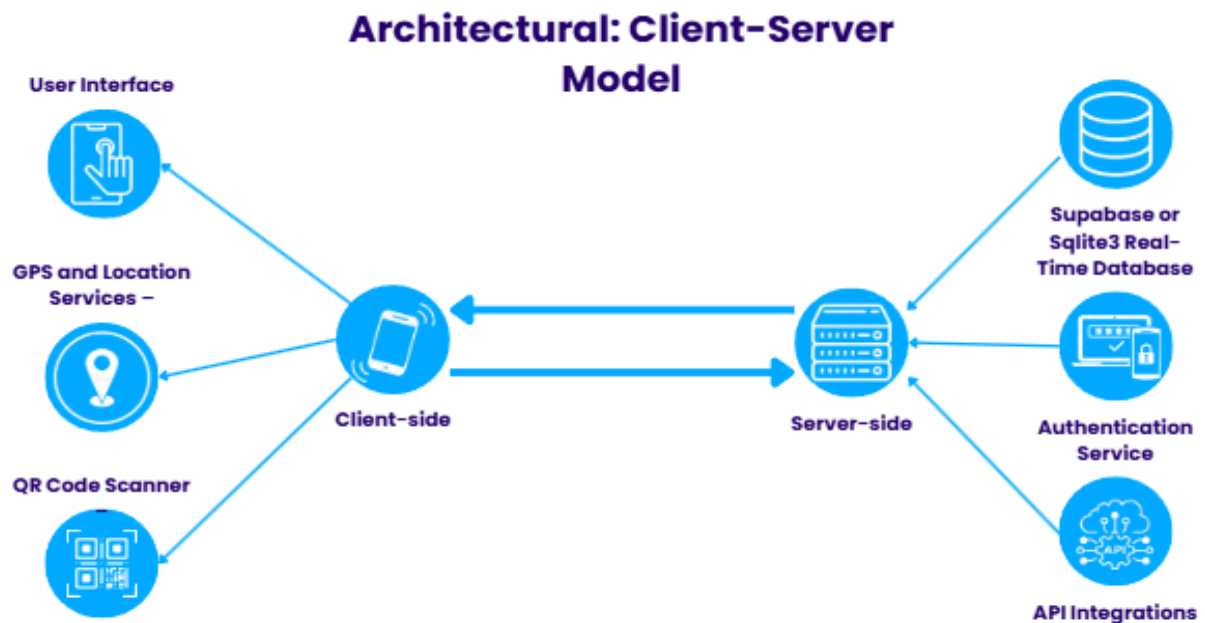 Architectural: Client-Server
Model
User Interface
GPS and Location
Services –
QR Code Scanner
–
Client-side
Server-side
Supabase or
Sqlite3 Real-
Time Database
Authentication
Service
API
API Integrations